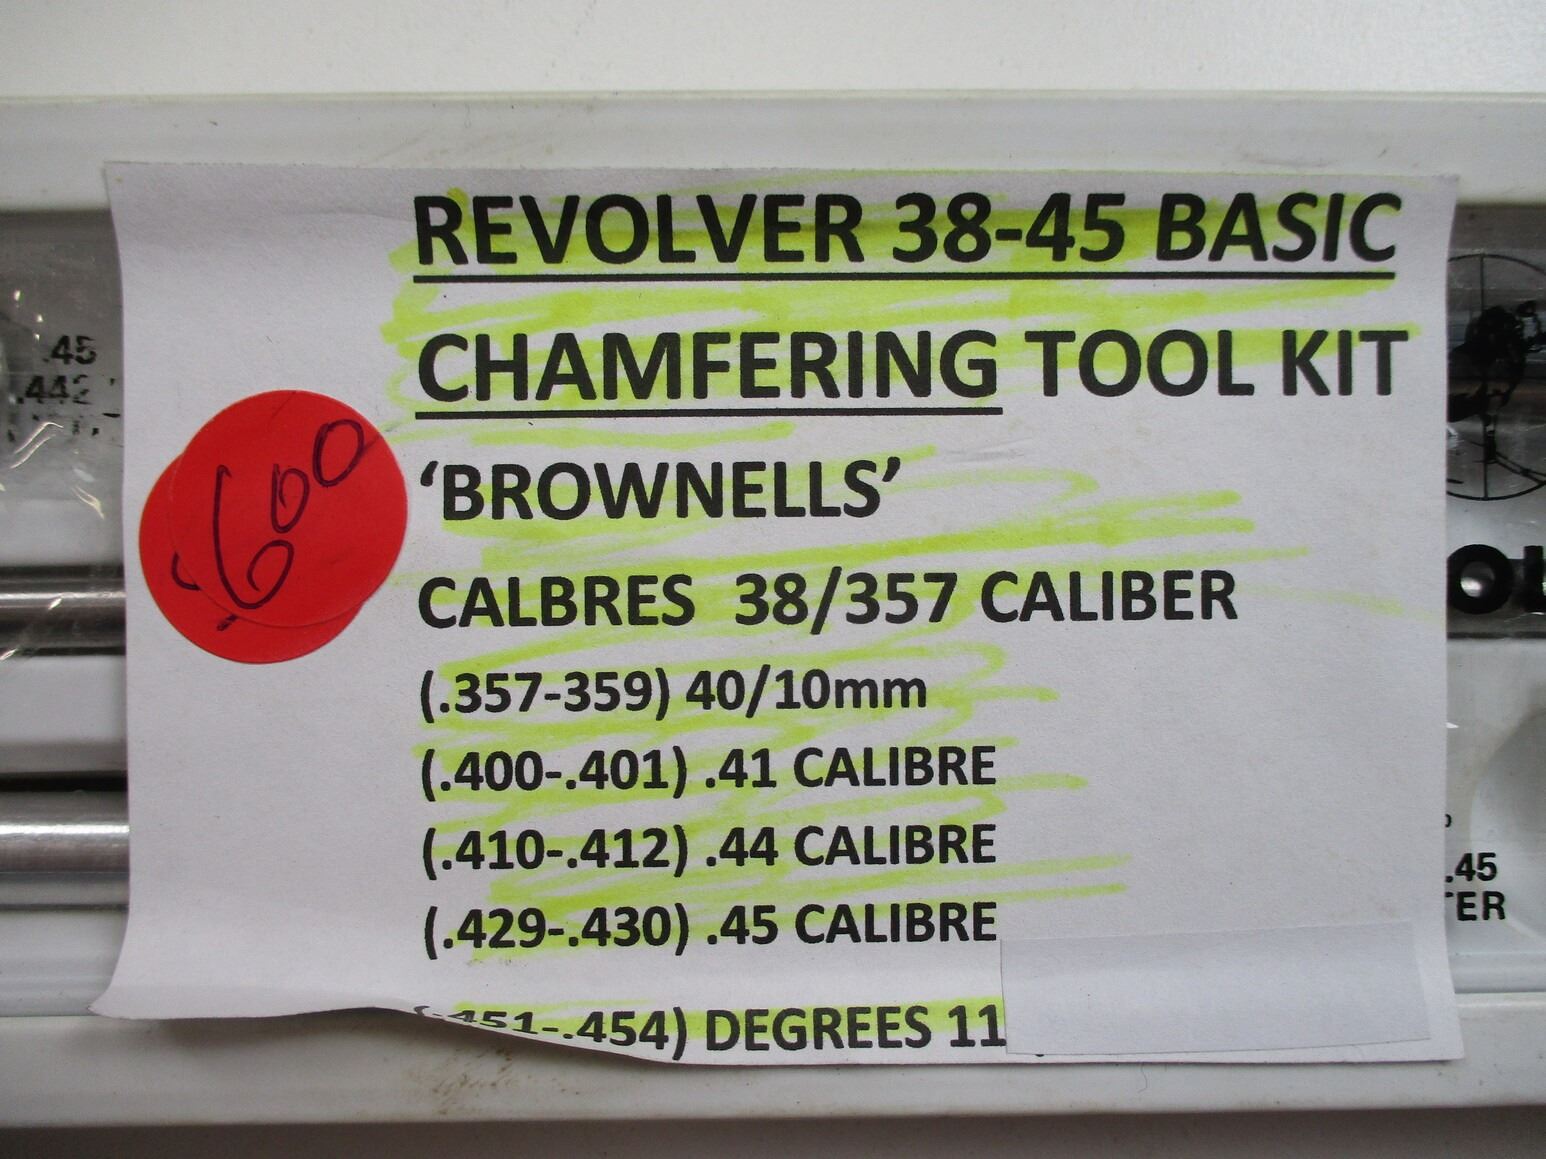 REVOLVER 38-45 BASIC
CHAMFERING TOOL KIT
'BROWNELLS'
CALBRES 38/357 CALIBER
(.357-359) 40/10mm
(.400-.401) .41 CALIBRE
(.410-.412) .44 CALIBRE
(.429-.430) .45 CALIBRE
(.451-.454) DEGREES 11
600
.45
.442
.45